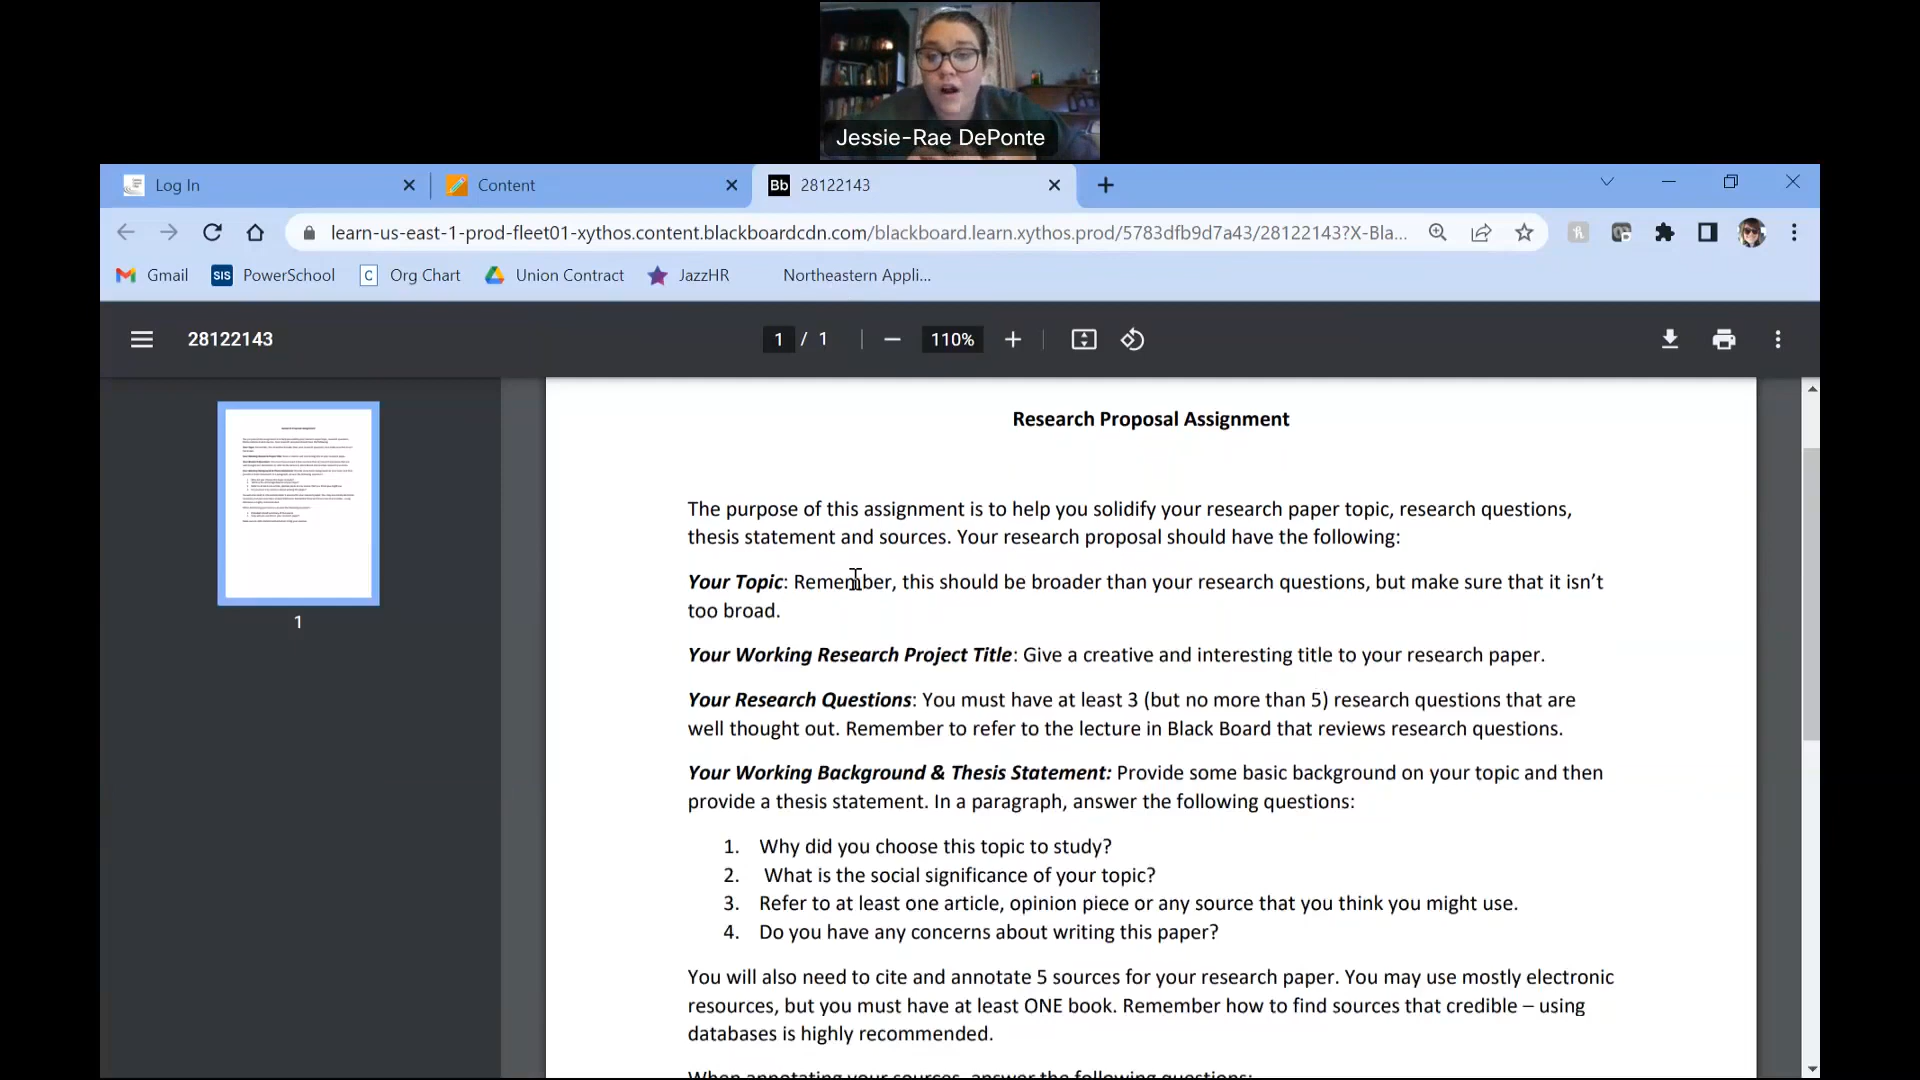 Jessie-Rae DePonte
Log In
Content
Bb 28122143
learn-us-east-1-prod-fleet01-xythos.content.blackboardcdn.com/blackboard.learn.xythos.prod/5783dfb9d7a43/28122143?X-Bla...
Gmail
SIS PowerSchool
C Org Chart
Union Contract
JazzHR
Northeastern Appli...
28122143
1 / 1
110%
1
Research Proposal Assignment
The purpose of this assignment is to help you solidify your research paper topic, research questions,
thesis statement and sources. Your research proposal should have the following:
Your Topic: Remember, this should be broader than your research questions, but make sure that it isn't
too broad.
Your Working Research Project Title: Give a creative and interesting title to your research paper.
Your Research Questions: You must have at least 3 (but no more than 5) research questions that are
well thought out. Remember to refer to the lecture in Black Board that reviews research questions.
Your Working Background & Thesis Statement: Provide some basic background on your topic and then
provide a thesis statement. In a paragraph, answer the following questions:
1. Why did you choose this topic to study?
2. What is the social significance of your topic?
3. Refer to at least one article, opinion piece or any source that you think you might use.
4. Do you have any concerns about writing this paper?
You will also need to cite and annotate 5 sources for your research paper. You may use mostly electronic
resources, but you must have at least ONE book. Remember how to find sources that credible – using
databases is highly recommended.
When annotating your sources, answer the following questions: